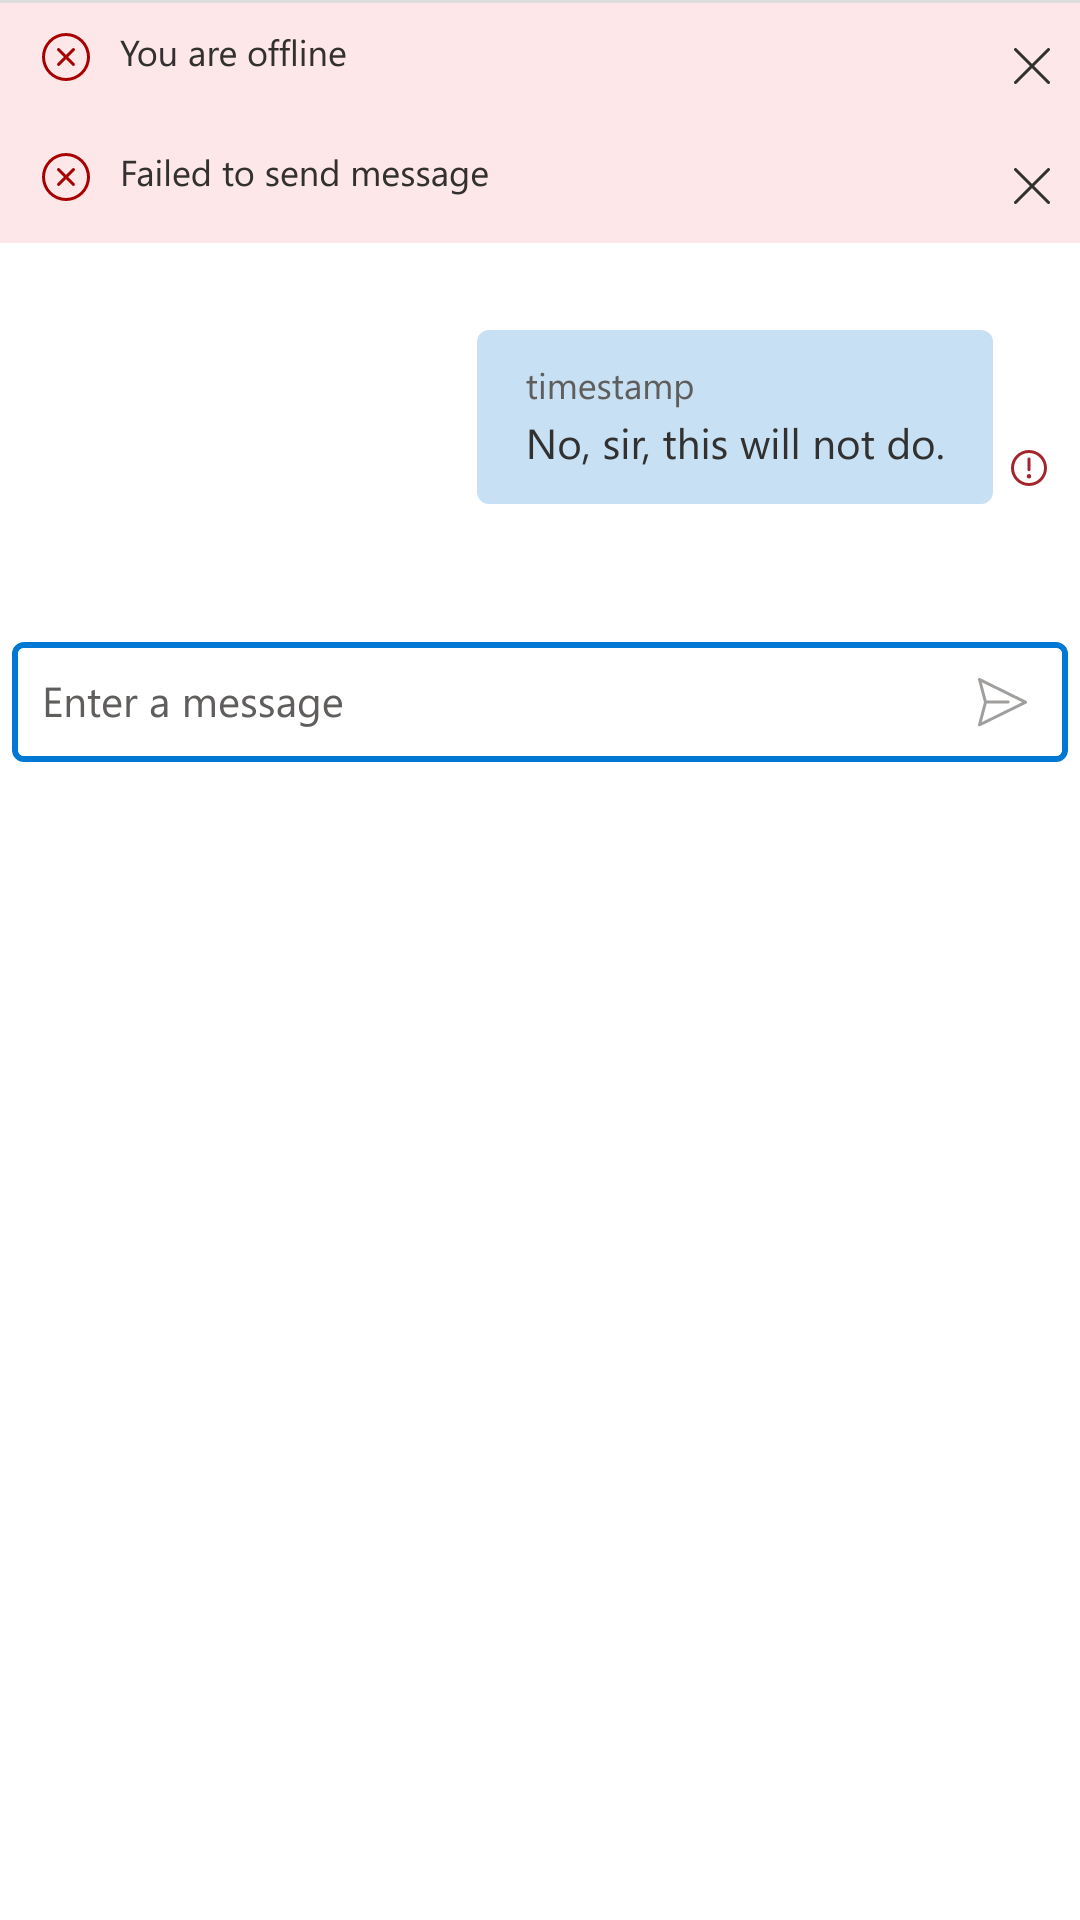 You are offline
Failed to send message
timestamp
No, sir, this will not do.
Enter a message